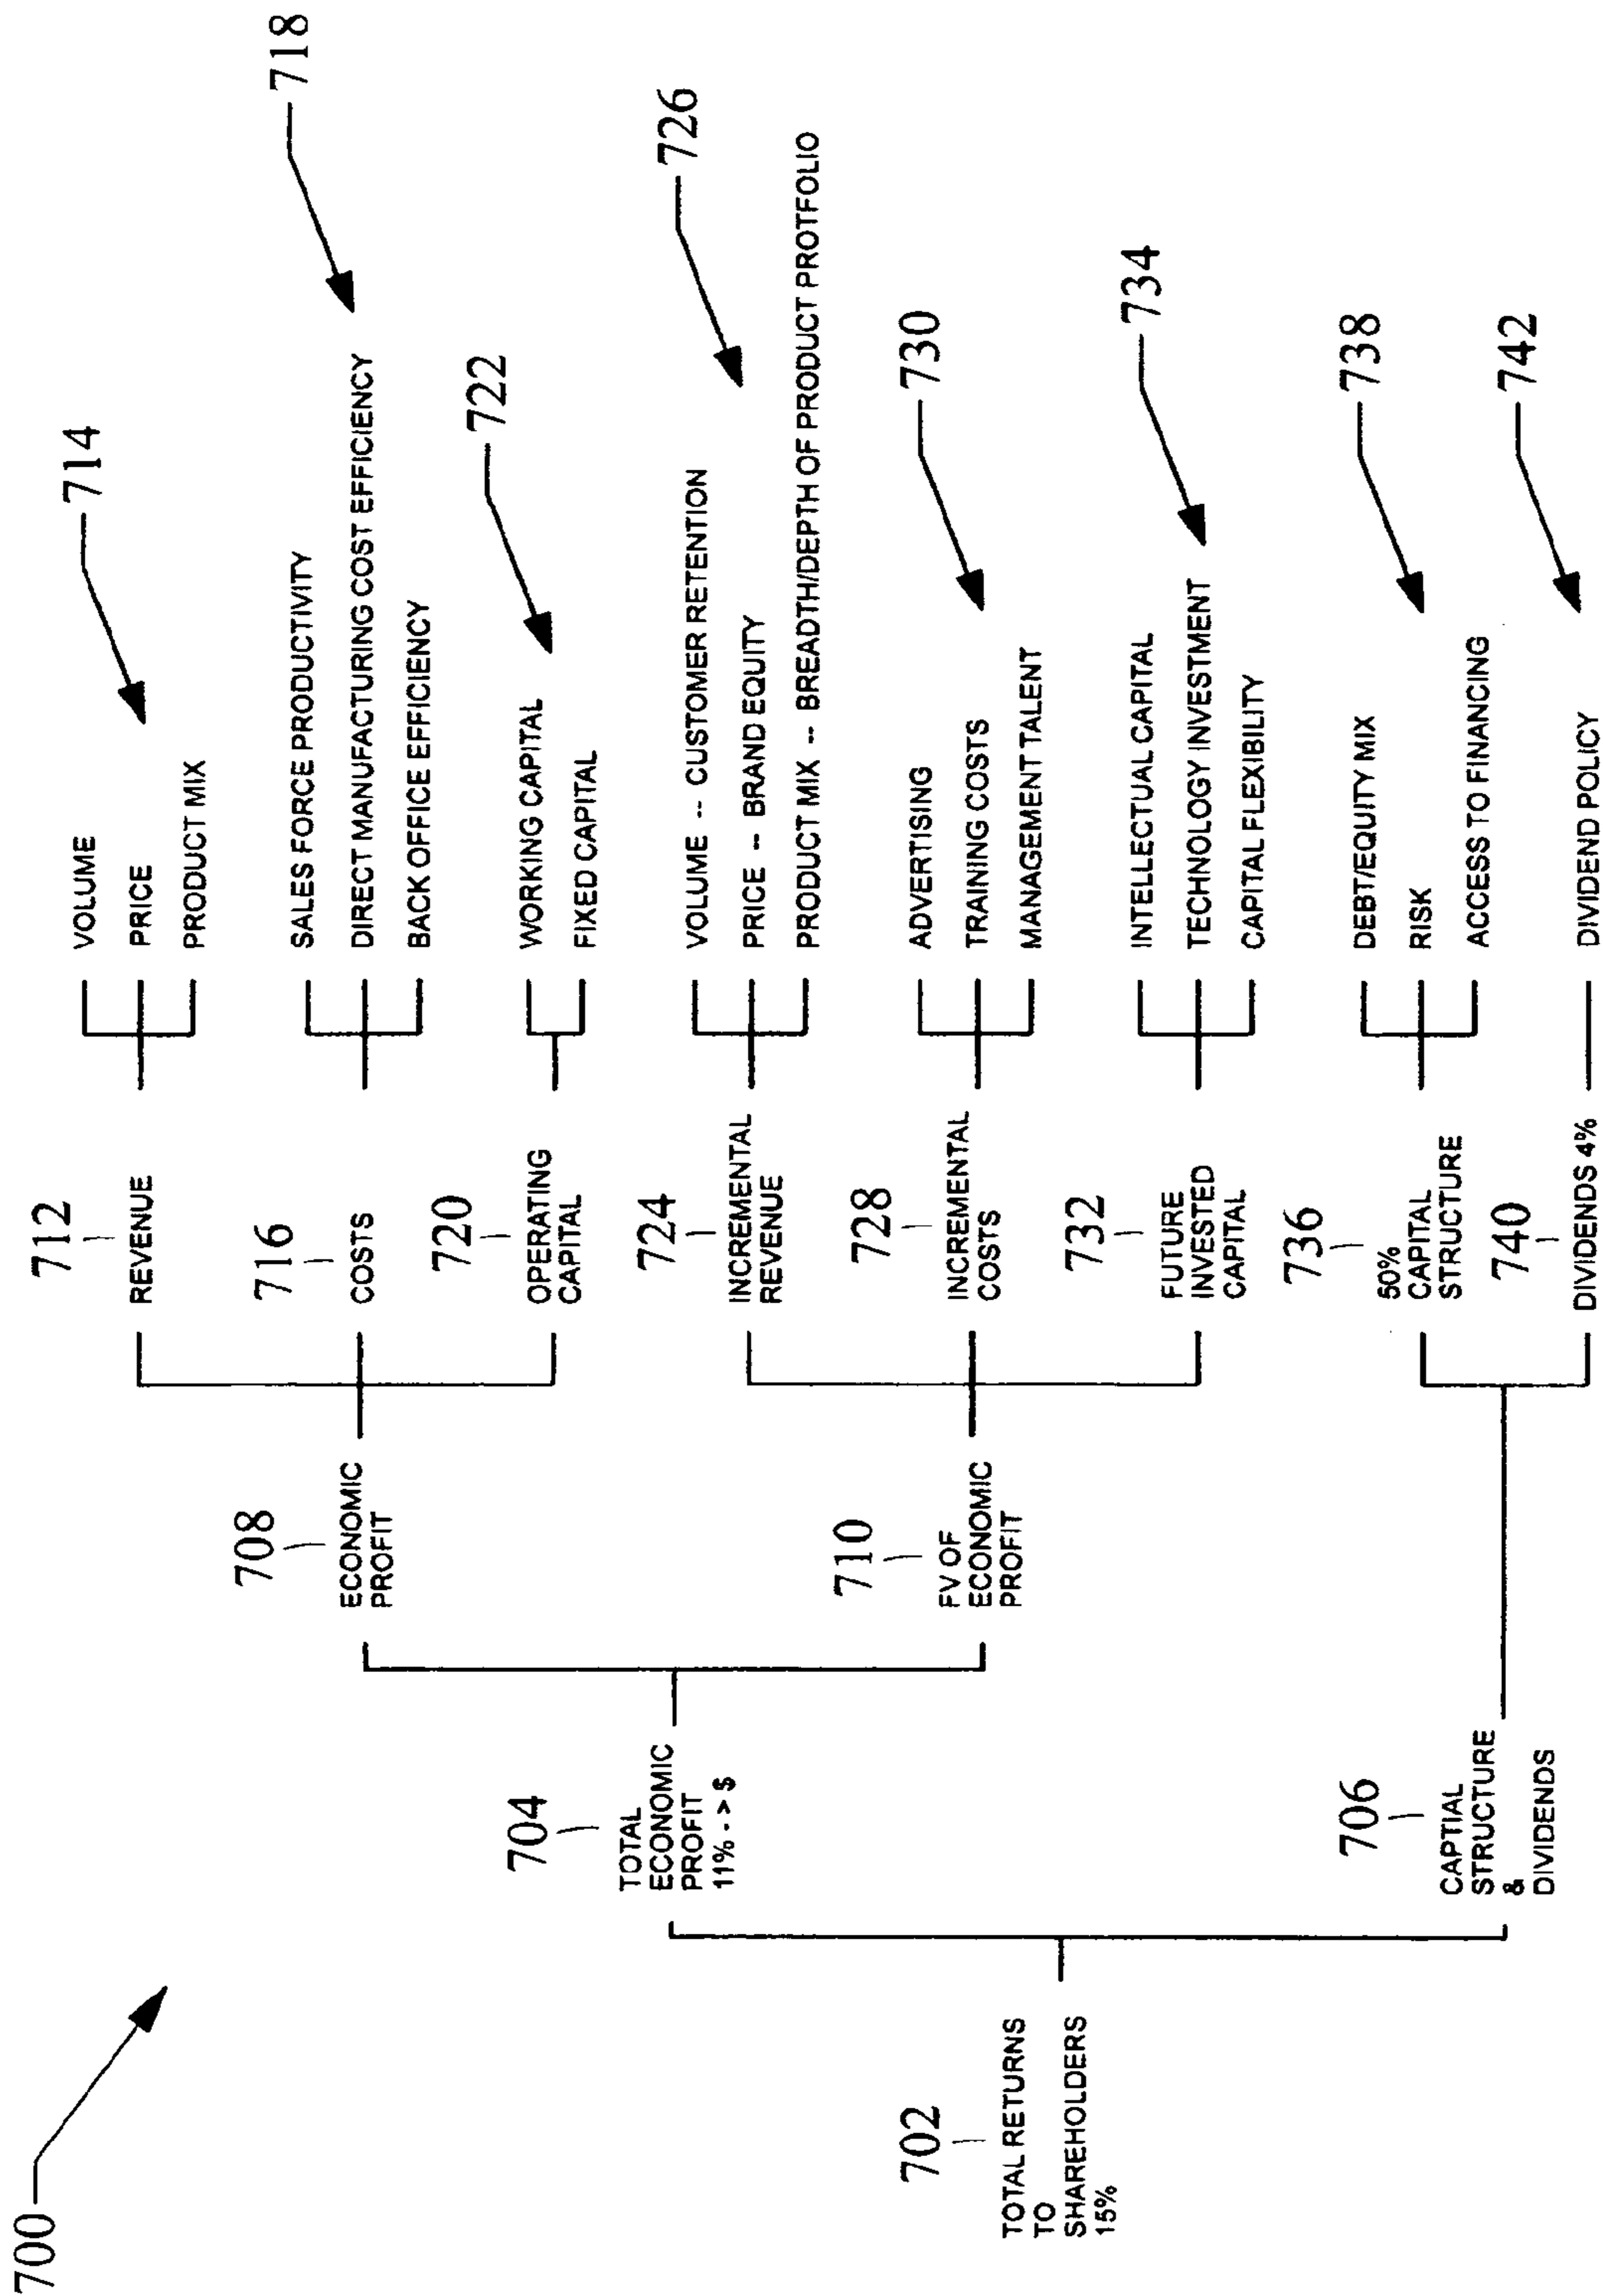 700
702
TOTAL RETURNS
TO
SHAREHOLDERS
15%
704
TOTAL
ECONOMIC
PROFIT
11% - > $
706
CAPTIAL
STRUCTURE
&
DIVIDENDS
708
ECONOMIC
PROFIT
710
FV OF
ECONOMIC
PROFIT
712
REVENUE
716
COSTS
720
OPERATING
CAPITAL
724
INCREMENTAL
REVENUE
728
INCREMENTAL
COSTS
732
FUTURE
INVESTED
CAPITAL
736
50%
CAPITAL
STRUCTURE
740
DIVIDENDS 4%
714
VOLUME
PRICE
PRODUCT MIX
718
SALES FORCE PRODUCTIVITY
DIRECT MANUFACTURING COST EFFICIENCY
BACK OFFICE EFFICIENCY
722
WORKING CAPITAL
FIXED CAPITAL
726
VOLUME -- CUSTOMER RETENTION
PRICE -- BRAND EQUITY
PRODUCT MIX -- BREADTH/DEPTH OF PRODUCT PROTFOLIO
730
ADVERTISING
TRAINING COSTS
MANAGEMENT TALENT
734
INTELLECTUAL CAPITAL
TECHNOLOGY INVESTMENT
CAPITAL FLEXIBILITY
738
DEBT/EQUITY MIX
RISK
ACCESS TO FINANCING
742
DIVIDEND POLICY